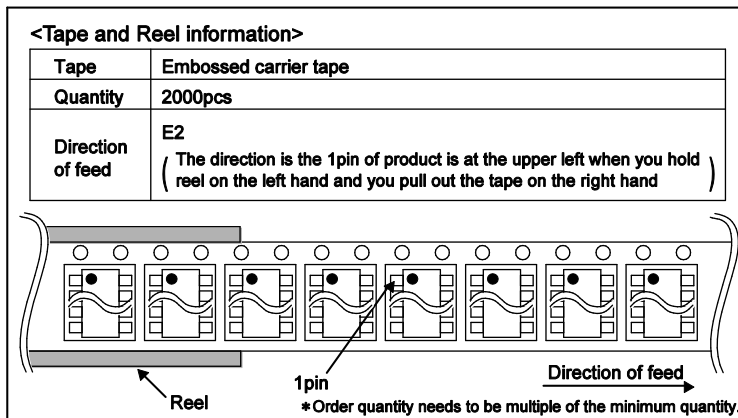 <Tape and Reel information>
Tape Embossed carrier tape
Quantity 2000pcs
Direction of feed E2
( The direction is the 1pin of product is at the upper left when you hold
reel on the left hand and you pull out the tape on the right hand )
1pin
Reel
Direction of feed
*Order quantity needs to be multiple of the minimum quantity.